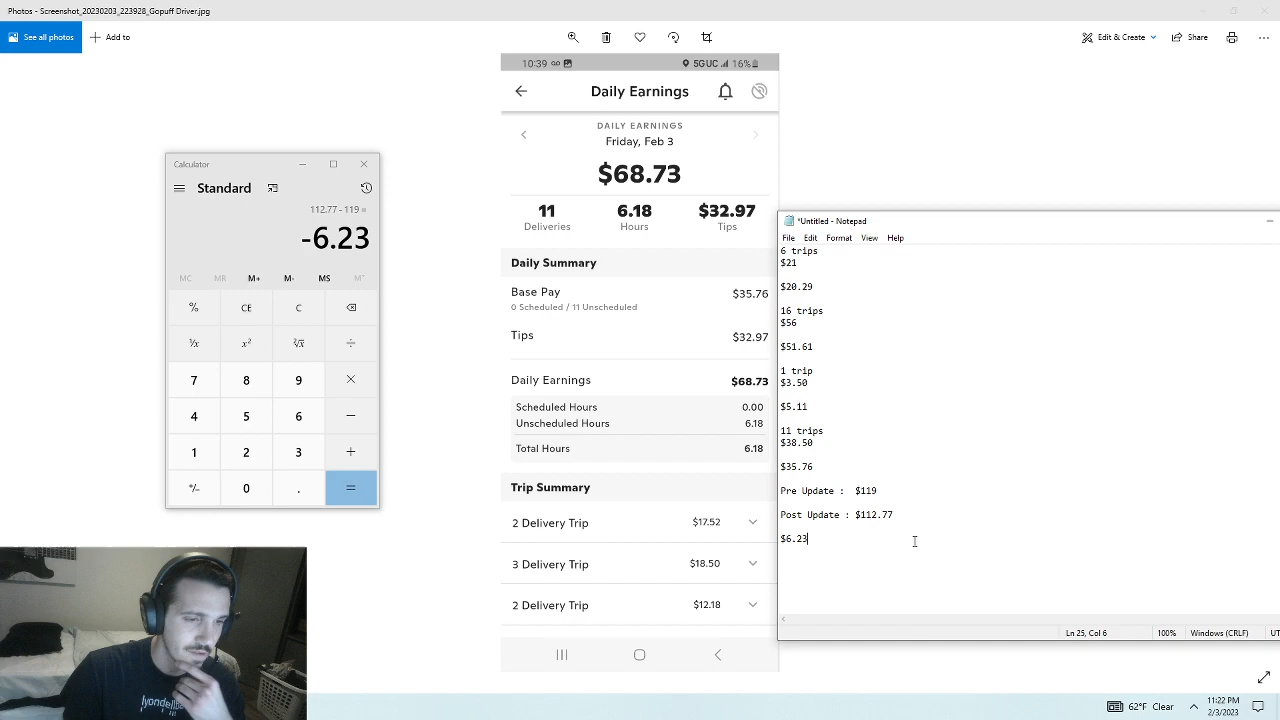 Photos - Screenshot_20230203_223928_Gopuff Driver.jpg
See all photos
Add to
Edit & Create
Share
10:39
5GUC
16%
Daily Earnings
DAILY EARNINGS
Friday, Feb 3
$68.73
11
6.18
$32.97
Deliveries
Hours
Tips
Daily Summary
Base Pay
$35.76
0 Scheduled / 11 Unscheduled
Tips
$32.97
Daily Earnings
$68.73
Scheduled Hours
0.00
Unscheduled Hours
6.18
Total Hours
6.18
Trip Summary
2 Delivery Trip
$17.52
3 Delivery Trip
$18.50
2 Delivery Trip
$12.18
Calculator
Standard
112.77 - 119 =
-6.23
MC M͏R M+ M- MS M˅
% CE C
⅟x x² ²√x ÷
7 8 9 ×
4 5 6 −
1 2 3 +
+/- 0 . =
*Untitled - Notepad
File Edit Format View Help
6 trips
$21
$20.29
16 trips
$56
$51.61
1 trip
$3.50
$5.11
11 trips
$38.50
$35.76
Pre Update : $119
Post Update : $112.77
$6.23
Ln 25, Col 6
100%
Windows (CRLF)
UT
lyondellba
62°F Clear
11:22 PM
2/3/2023